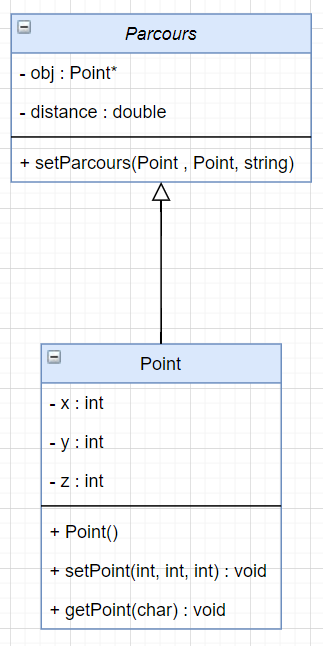 Parcours
- obj : Point*
- distance : double
+ setParcours(Point , Point, string)
Point
- x : int
- y : int
- z : int
+ Point()
+ setPoint(int, int, int) : void
+ getPoint(char) : void